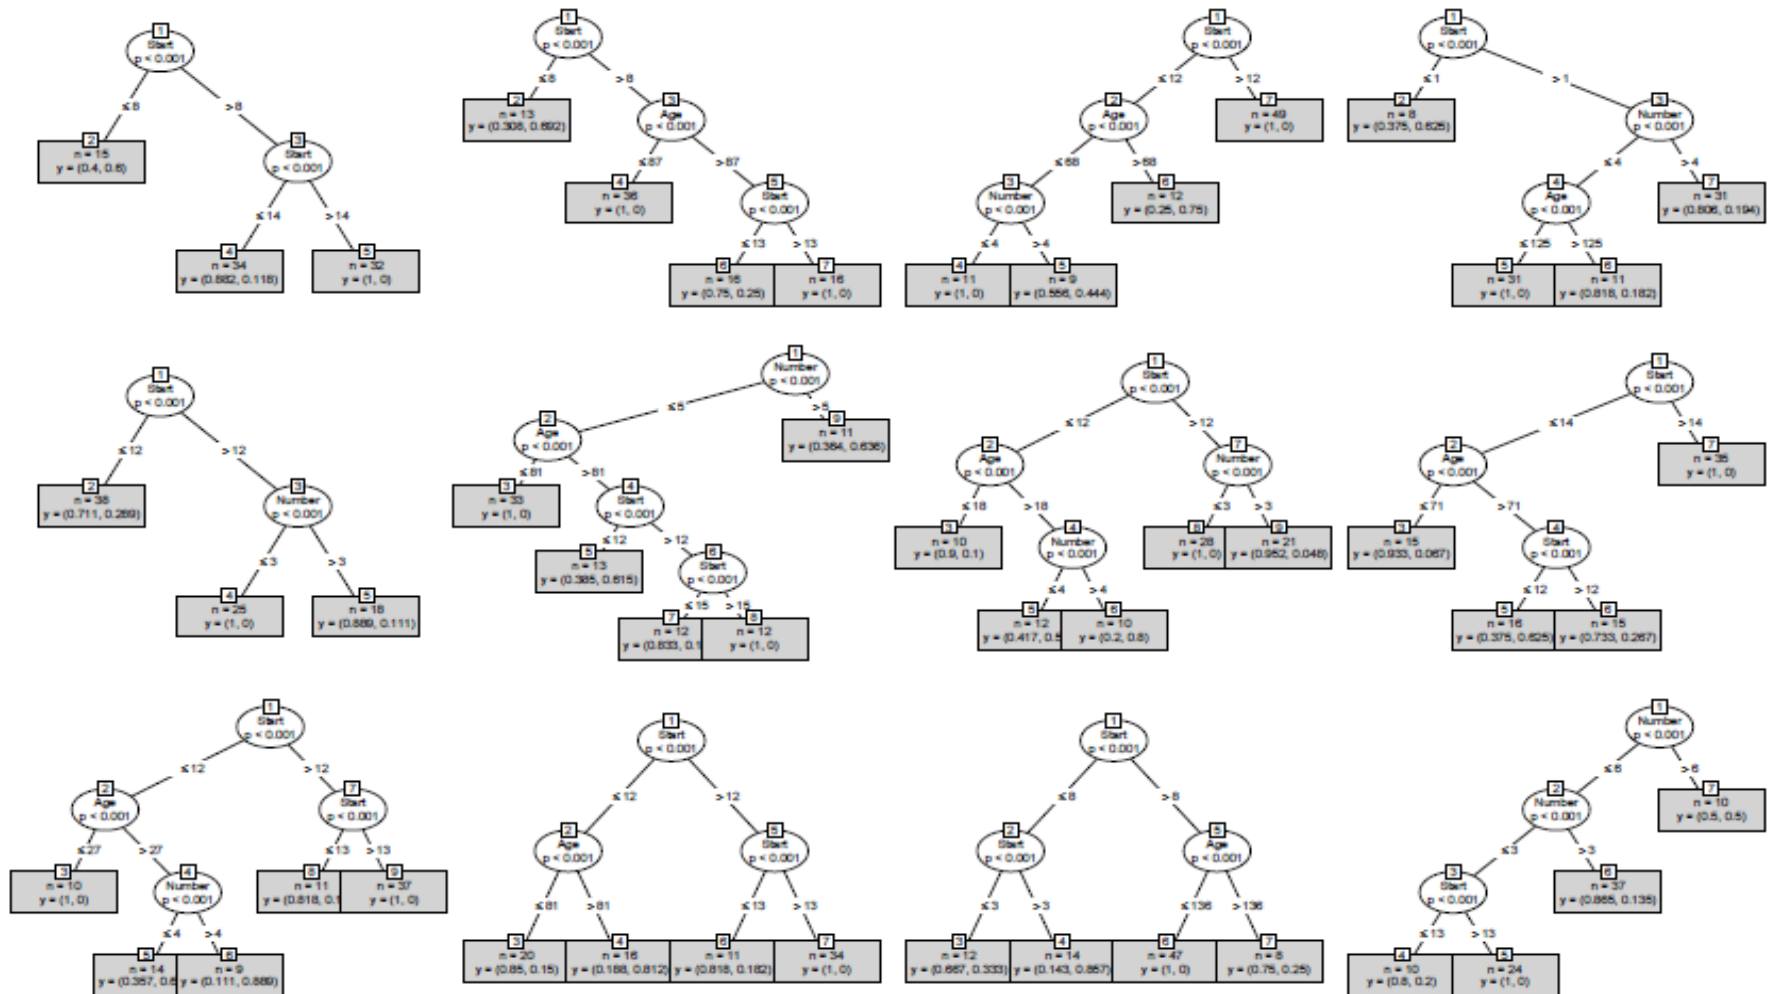 1
Start
p < 0.001
≤8
>8
2
n = 15
y = (0.4, 0.6)
3
Start
p < 0.001
≤14
>14
4
n = 34
y = (0.882, 0.118)
5
n = 32
y = (1, 0)
1
Start
p < 0.001
≤8
>8
2
n = 13
y = (0.308, 0.692)
3
Age
p < 0.001
≤87
>87
4
n = 36
y = (1, 0)
5
Start
p < 0.001
≤13
>13
6
n = 16
y = (0.75, 0.25)
7
n = 16
y = (1, 0)
1
Start
p < 0.001
≤12
>12
2
Age
p < 0.001
7
n = 49
y = (1, 0)
≤68
>68
3
Number
p < 0.001
6
n = 12
y = (0.25, 0.75)
≤4
>4
4
n = 11
y = (1, 0)
5
n = 9
y = (0.556, 0.444)
1
Start
p < 0.001
≤1
>1
2
n = 8
y = (0.375, 0.625)
3
Number
p < 0.001
≤4
>4
4
Age
p < 0.001
7
n = 31
y = (0.806, 0.194)
≤125
>125
5
n = 31
y = (1, 0)
6
n = 11
y = (0.818, 0.182)
1
Start
p < 0.001
≤12
>12
2
n = 38
y = (0.711, 0.289)
3
Number
p < 0.001
≤3
>3
4
n = 25
y = (1, 0)
5
n = 18
y = (0.889, 0.111)
1
Number
p < 0.001
≤5
>5
2
Age
p < 0.001
9
n = 11
y = (0.364, 0.636)
≤81
>81
3
n = 33
y = (1, 0)
4
Start
p < 0.001
≤12
>12
5
n = 13
y = (0.385, 0.615)
6
Start
p < 0.001
≤15
>15
7
n = 12
y = (0.833, 0.1
8
n = 12
y = (1, 0)
1
Start
p < 0.001
≤12
>12
2
Age
p < 0.001
7
Number
p < 0.001
≤18
>18
≤3
>3
3
n = 10
y = (0.9, 0.1)
4
Number
p < 0.001
8
n = 28
y = (1, 0)
9
n = 21
y = (0.952, 0.048)
≤4
>4
5
n = 12
y = (0.417, 0.5
6
n = 10
y = (0.2, 0.8)
1
Start
p < 0.001
≤14
>14
2
Age
p < 0.001
7
n = 35
y = (1, 0)
≤71
>71
3
n = 15
y = (0.933, 0.067)
4
Start
p < 0.001
≤12
>12
5
n = 16
y = (0.375, 0.625)
6
n = 15
y = (0.733, 0.267)
1
Start
p < 0.001
≤12
>12
2
Age
p < 0.001
7
Start
p < 0.001
≤27
>27
≤13
>13
3
n = 10
y = (1, 0)
4
Number
p < 0.001
8
n = 11
y = (0.818, 0.1
9
n = 37
y = (1, 0)
≤4
>4
5
n = 14
y = (0.357, 0.6
6
n = 9
y = (0.111, 0.889)
1
Start
p < 0.001
≤12
>12
2
Age
p < 0.001
5
Start
p < 0.001
≤81
>81
≤13
>13
3
n = 20
y = (0.85, 0.15)
4
n = 16
y = (0.188, 0.812)
6
n = 11
y = (0.818, 0.182)
7
n = 34
y = (1, 0)
1
Start
p < 0.001
≤8
>8
2
Start
p < 0.001
5
Age
p < 0.001
≤3
>3
≤136
>136
3
n = 12
y = (0.667, 0.333)
4
n = 14
y = (0.143, 0.857)
6
n = 47
y = (1, 0)
7
n = 8
y = (0.75, 0.25)
1
Number
p < 0.001
≤6
>6
2
Number
p < 0.001
7
n = 10
y = (0.5, 0.5)
≤3
>3
3
Start
p < 0.001
6
n = 37
y = (0.865, 0.135)
≤13
>13
4
n = 10
y = (0.8, 0.2)
5
n = 24
y = (1, 0)